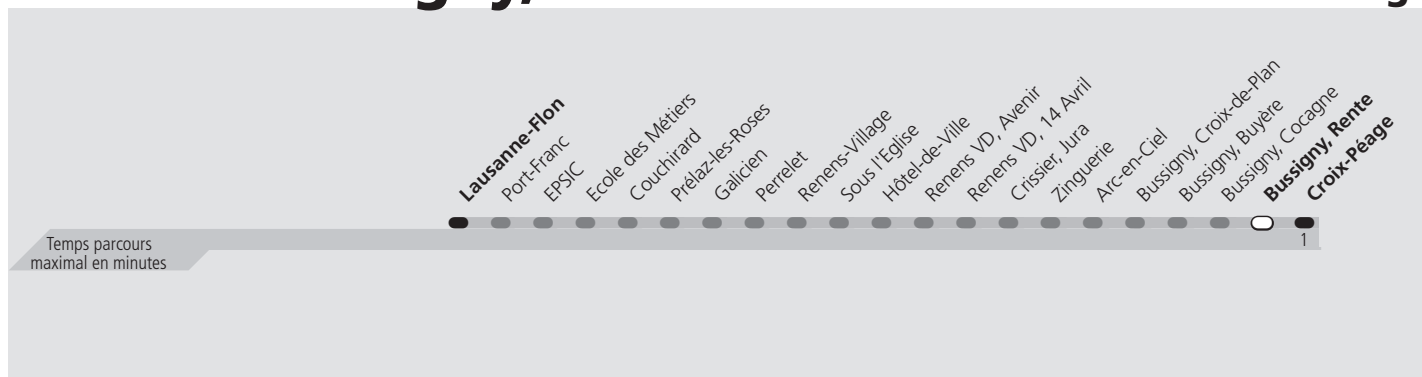 Lausanne-Flon
Port-Franc
EPSIC
Ecole des Métiers
Couchirard
Prélaz-les-Roses
Galicien
Perrelet
Renens-Village
Sous l'Eglise
Hôtel-de-Ville
Renens VD, Avenir
Renens VD, 14 Avril
Crissier, Jura
Zinguerie
Arc-en-Ciel
Bussigny, Croix-de-Plan
Bussigny, Buyère
Bussigny, Cocagne
Bussigny, Rente
Croix-Péage
Temps parcours
maximal en minutes
1